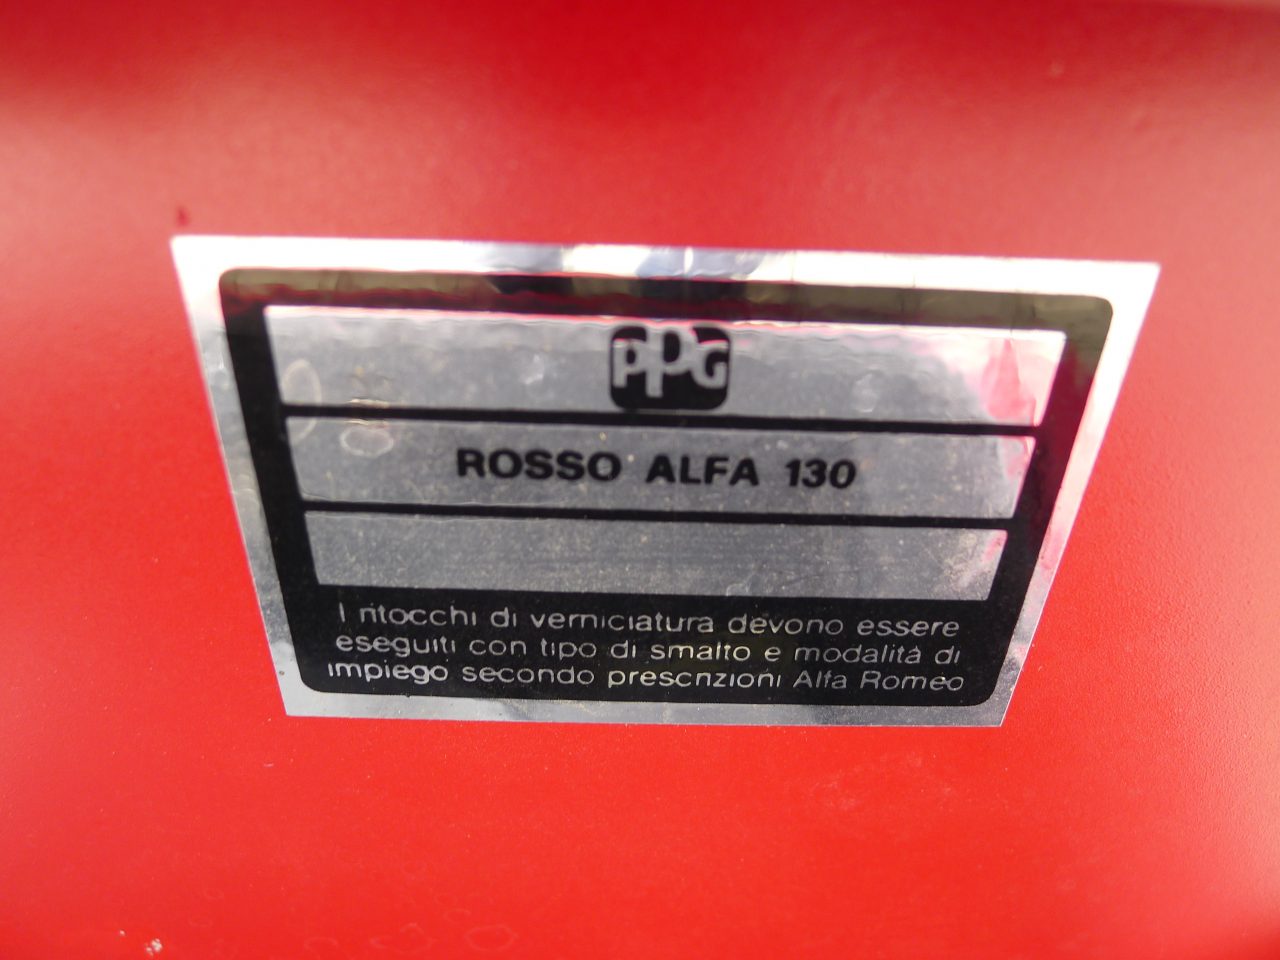 PPG
ROSSO ALFA 130
I ritocchi di verniciatura devono essere
eseguiti con tipo di smalto e modalità di
impiego secondo prescrizioni Alfa Romeo